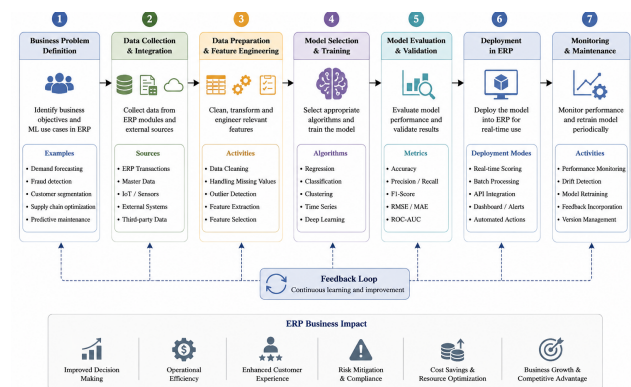 1
Business Problem
Definition
Identify business
objectives and
ML use cases in ERP
Examples
• Demand forecasting
• Fraud detection
• Customer segmentation
• Supply chain optimization
• Predictive maintenance
2
Data Collection
& Integration
Collect data from
ERP modules and
external sources
Sources
• ERP Transactions
• Master Data
• IoT / Sensors
• External Systems
• Third-party Data
3
Data Preparation
& Feature Engineering
Clean, transform and
engineer relevant
features
Activities
• Data Cleaning
• Handling Missing Values
• Outlier Detection
• Feature Extraction
• Feature Selection
4
Model Selection
& Training
Select appropriate
algorithms and
train the model
Algorithms
• Regression
• Classification
• Clustering
• Time Series
• Deep Learning
5
Model Evaluation
& Validation
Evaluate model
performance and
validate results
Metrics
• Accuracy
• Precision / Recall
• F1-Score
• RMSE / MAE
• ROC-AUC
6
Deployment
in ERP
Deploy the model
into ERP for
real-time use
Deployment Modes
• Real-time Scoring
• Batch Processing
• API Integration
• Dashboard / Alerts
• Automated Actions
7
Monitoring
& Maintenance
Monitor performance
and retrain model
periodically
Activities
• Performance Monitoring
• Drift Detection
• Model Retraining
• Feedback Incorporation
• Version Management
Feedback Loop
Continuous learning and improvement
ERP Business Impact
Improved Decision
Making
Operational
Efficiency
Enhanced Customer
Experience
Risk Mitigation
& Compliance
Cost Savings &
Resource Optimization
Business Growth &
Competitive Advantage